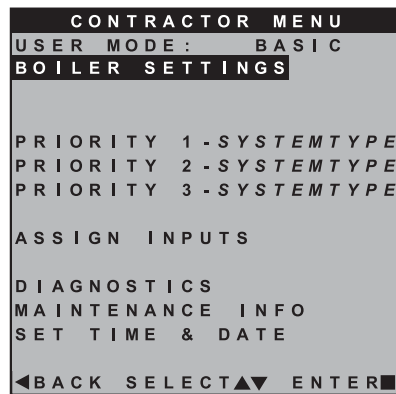 CONTRACTOR MENU
USER MODE: BASIC
BOILER SETTINGS
PRIORITY 1-SYSTEMTYPE
PRIORITY 2-SYSTEMTYPE
PRIORITY 3-SYSTEMTYPE
ASSIGN INPUTS
DIAGNOSTICS
MAINTENANCE INFO
SET TIME & DATE
◀BACK SELECT▲▼ ENTER■